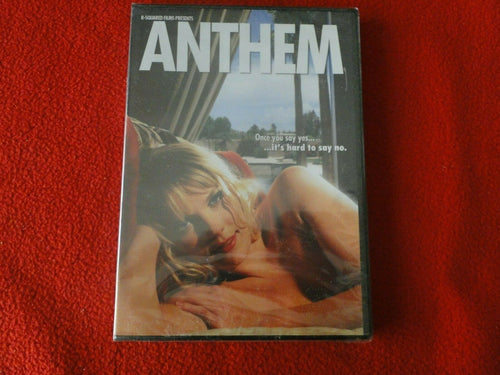 R-SQUARED FILMS PRESENTS
ANTHEM
Once you say yes....
...it's hard to say no.